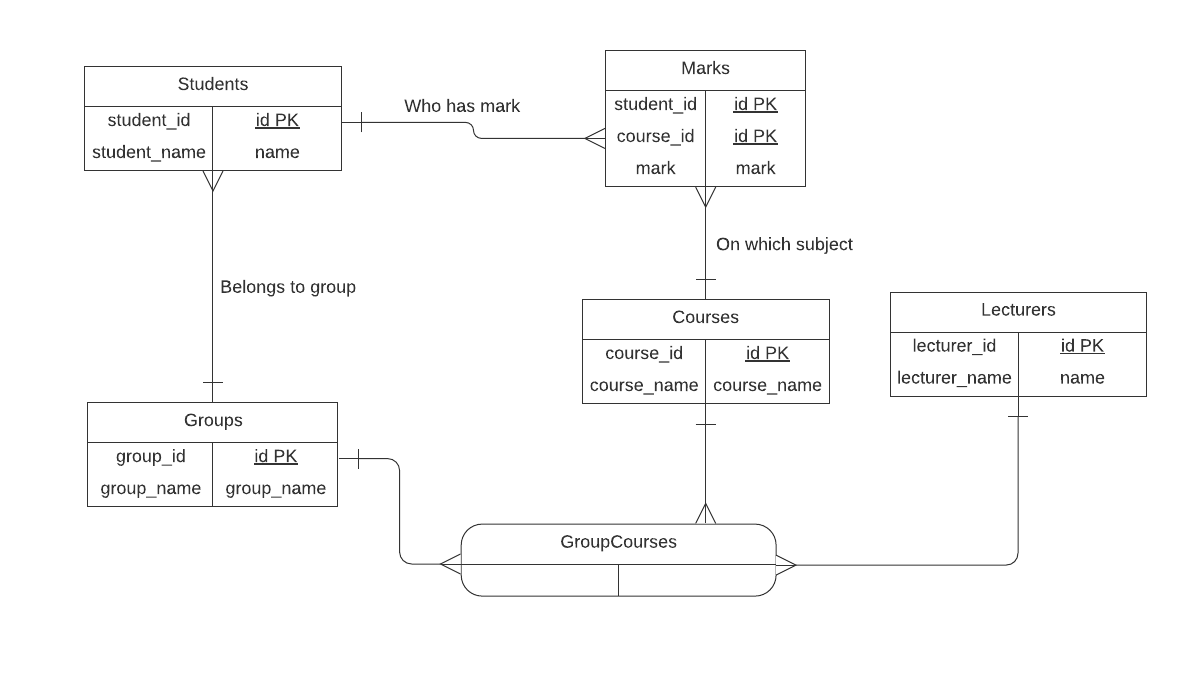 Students
student_id id PK
student_name name
Who has mark
Marks
student_id id PK
course_id id PK
mark mark
Belongs to group
On which subject
Courses
course_id id PK
course_name course_name
Lecturers
lecturer_id id PK
lecturer_name name
Groups
group_id id PK
group_name group_name
GroupCourses